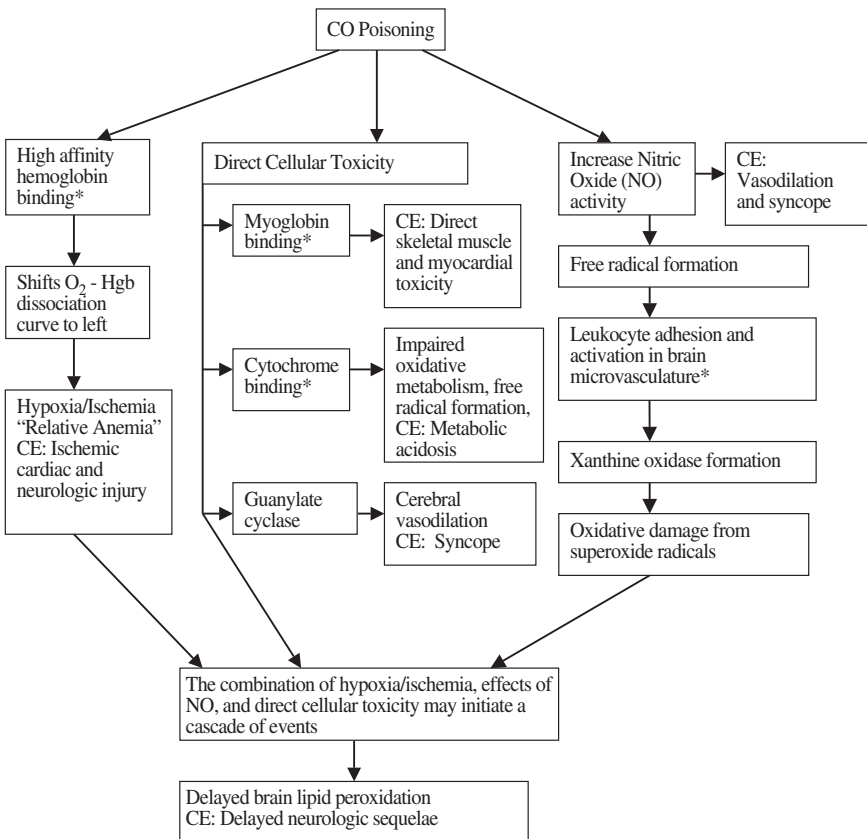 CO Poisoning
High affinity
hemoglobin
binding*
Shifts O₂ - Hgb
dissociation
curve to left
Hypoxia/Ischemia
“Relative Anemia”
CE: Ischemic
cardiac and
neurologic injury
Direct Cellular Toxicity
Myoglobin
binding*
CE: Direct
skeletal muscle
and myocardial
toxicity
Cytochrome
binding*
Impaired
oxidative
metabolism, free
radical formation,
CE: Metabolic
acidosis
Guanylate
cyclase
Cerebral
vasodilation
CE: Syncope
Increase Nitric
Oxide (NO)
activity
CE:
Vasodilation
and syncope
Free radical formation
Leukocyte adhesion and
activation in brain
microvasculature*
Xanthine oxidase formation
Oxidative damage from
superoxide radicals
The combination of hypoxia/ischemia, effects of
NO, and direct cellular toxicity may initiate a
cascade of events
Delayed brain lipid peroxidation
CE: Delayed neurologic sequelae